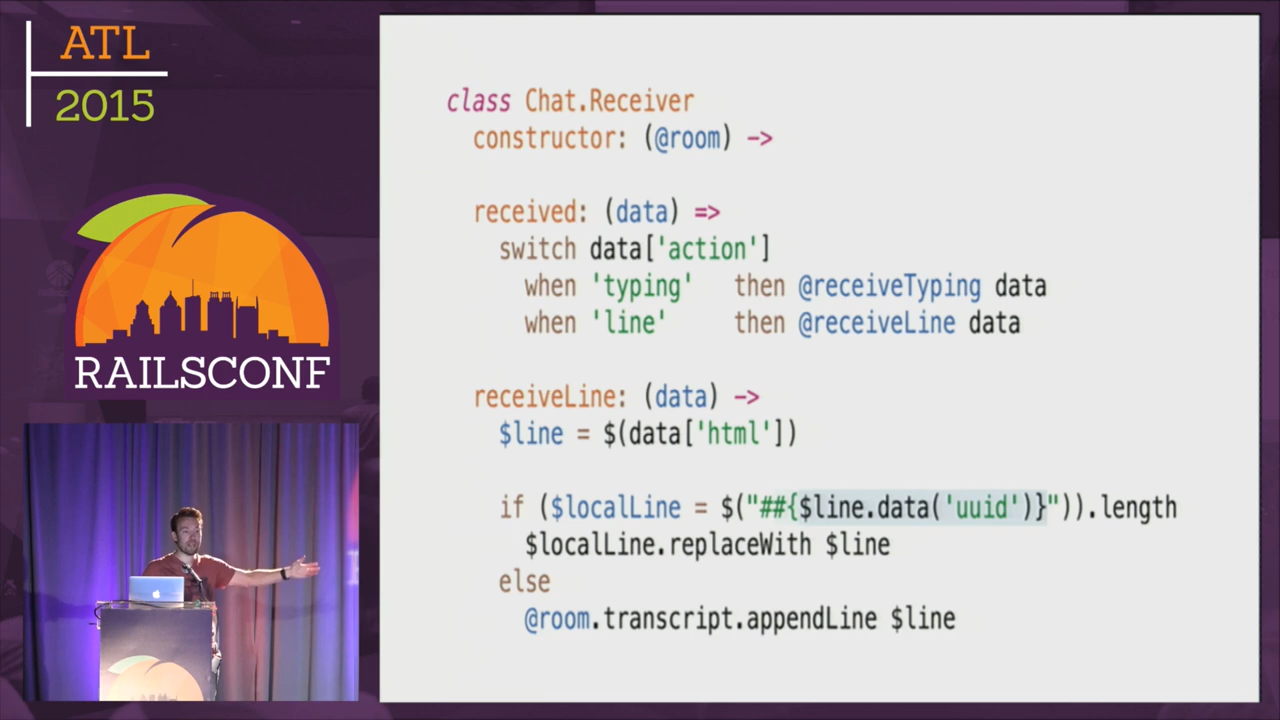 ATL
2015
RAILSCONF
class Chat.Receiver
constructor: (@room) ->
received: (data) =>
switch data['action']
when 'typing' then @receiveTyping data
when 'line' then @receiveLine data
receiveLine: (data) ->
$line = $(data['html'])
if ($localLine = $("##{$line.data('uuid')}")).length
$localLine.replaceWith $line
else
@room.transcript.appendLine $line